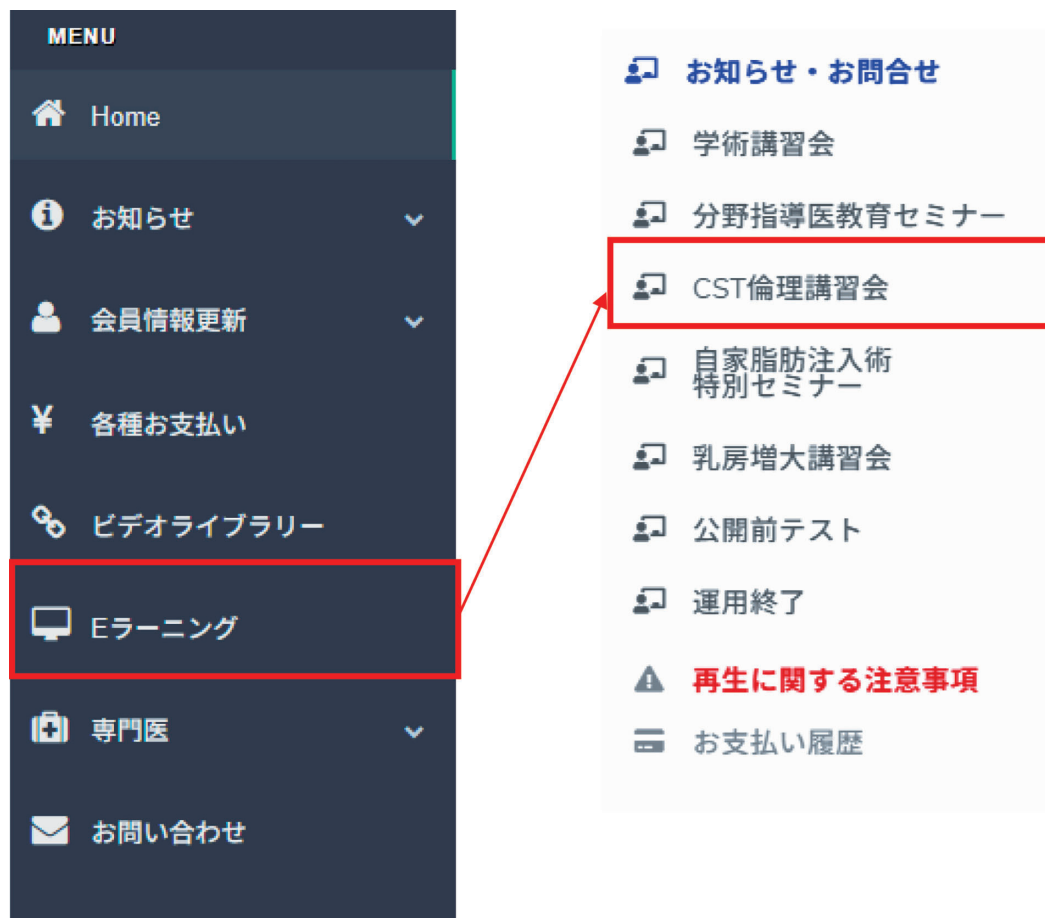 MENU
Home
お知らせ
会員情報更新
¥ 各種お支払い
ビデオライブラリー
Eラーニング
専門医
お問い合わせ
お知らせ・お問合せ
学術講習会
分野指導医教育セミナー
CST倫理講習会
自家脂肪注入術
特別セミナー
乳房増大講習会
公開前テスト
運用終了
再生に関する注意事項
お支払い履歴